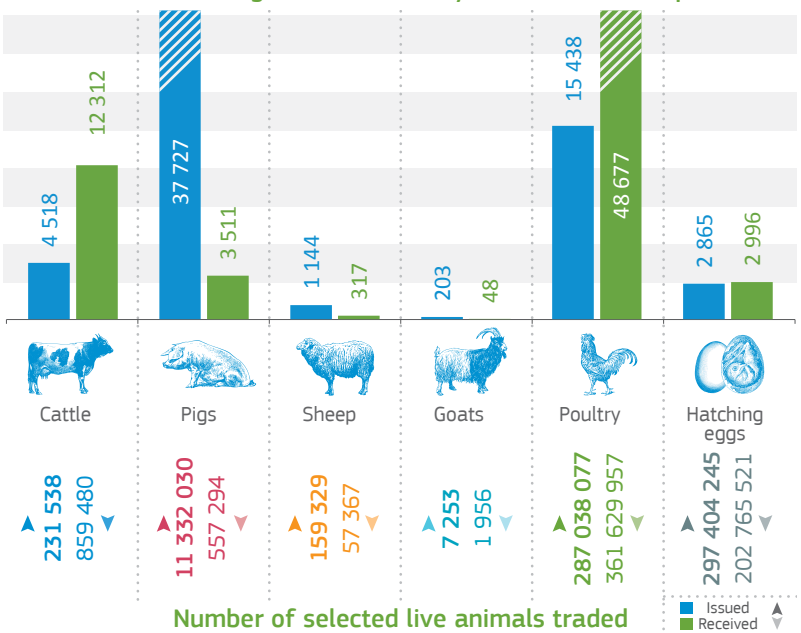 4 518
12 312
37 727
3 511
1 144
317
203
48
15 438
48 677
2 865
2 996
Cattle
Pigs
Sheep
Goats
Poultry
Hatching
eggs
231 538
859 480
11 332 030
557 294
159 329
57 367
7 253
1 956
287 038 077
361 629 957
297 404 245
202 765 521
Number of selected live animals traded
Issued
Received